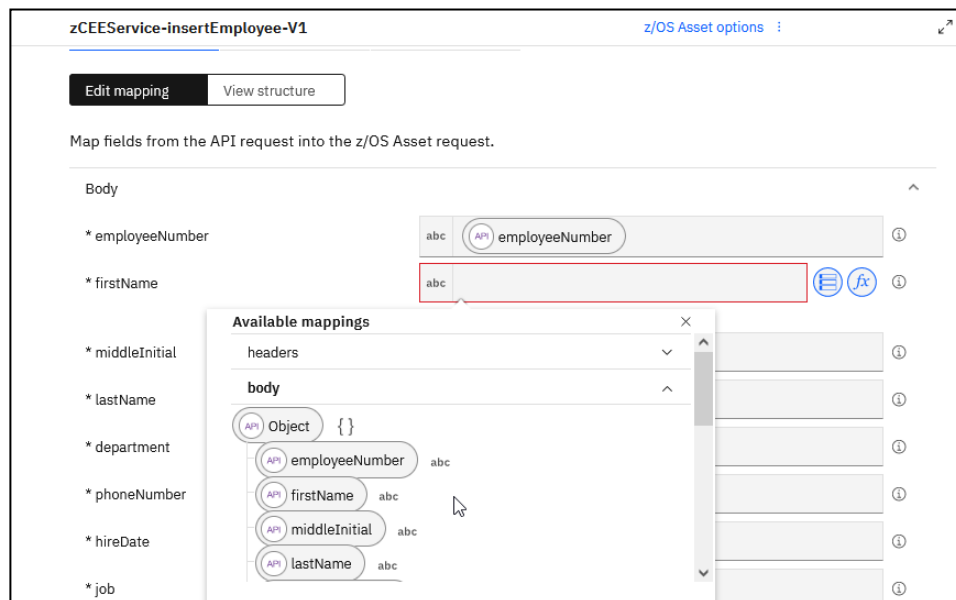 zCEEService-insertEmployee-V1 z/OS Asset options
Edit mapping View structure
Map fields from the API request into the z/OS Asset request.
Body
* employeeNumber abc API employeeNumber
* firstName abc fx
Available mappings
headers
* middleInitial
body
* lastName
API Object { }
* department
API employeeNumber abc
* phoneNumber
API firstName abc
API middleInitial abc
* hireDate
API lastName abc
* job